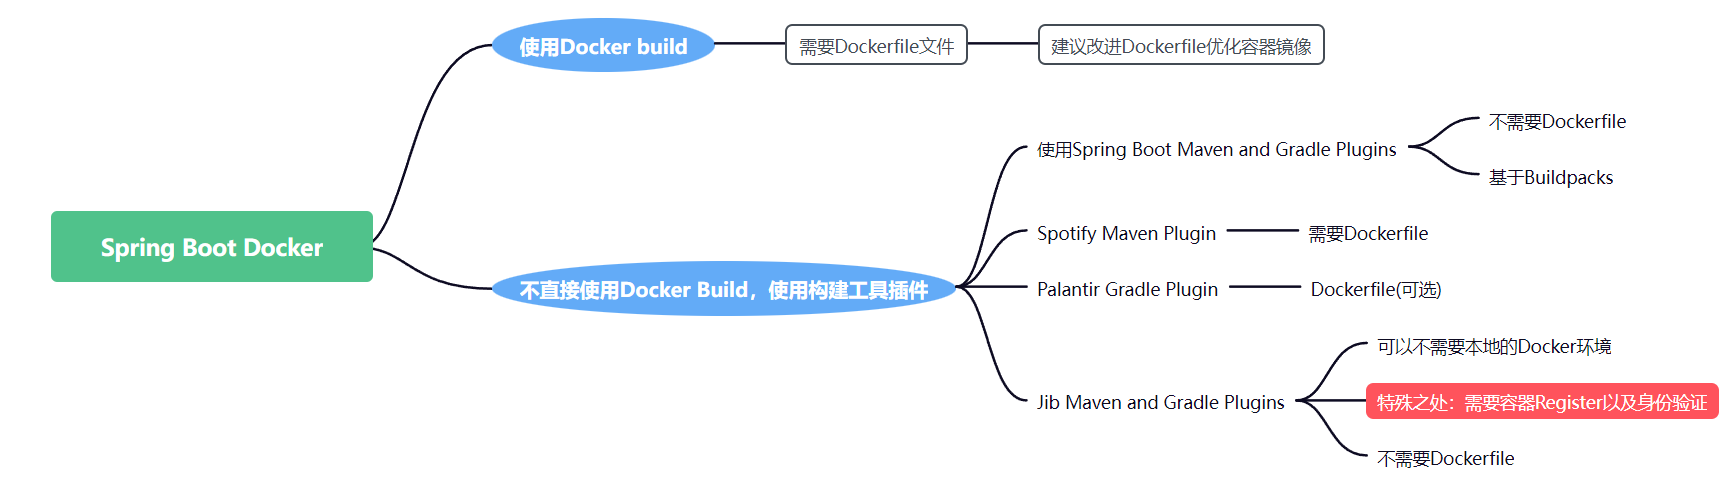 Spring Boot Docker
使用Docker build
需要Dockerfile文件
建议改进Dockerfile优化容器镜像
不直接使用Docker Build，使用构建工具插件
使用Spring Boot Maven and Gradle Plugins
不需要Dockerfile
基于Buildpacks
Spotify Maven Plugin
需要Dockerfile
Palantir Gradle Plugin
Dockerfile(可选)
Jib Maven and Gradle Plugins
可以不需要本地的Docker环境
特殊之处：需要容器Register以及身份验证
不需要Dockerfile